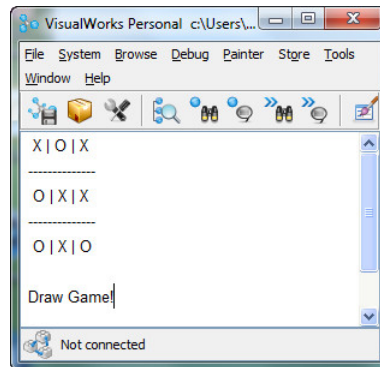 VisualWorks Personal c:\Users\...
File System Browse Debug Painter Store Tools
Window Help
X | O | X
--------------
O | X | X
--------------
O | X | O
Draw Game!
Not connected